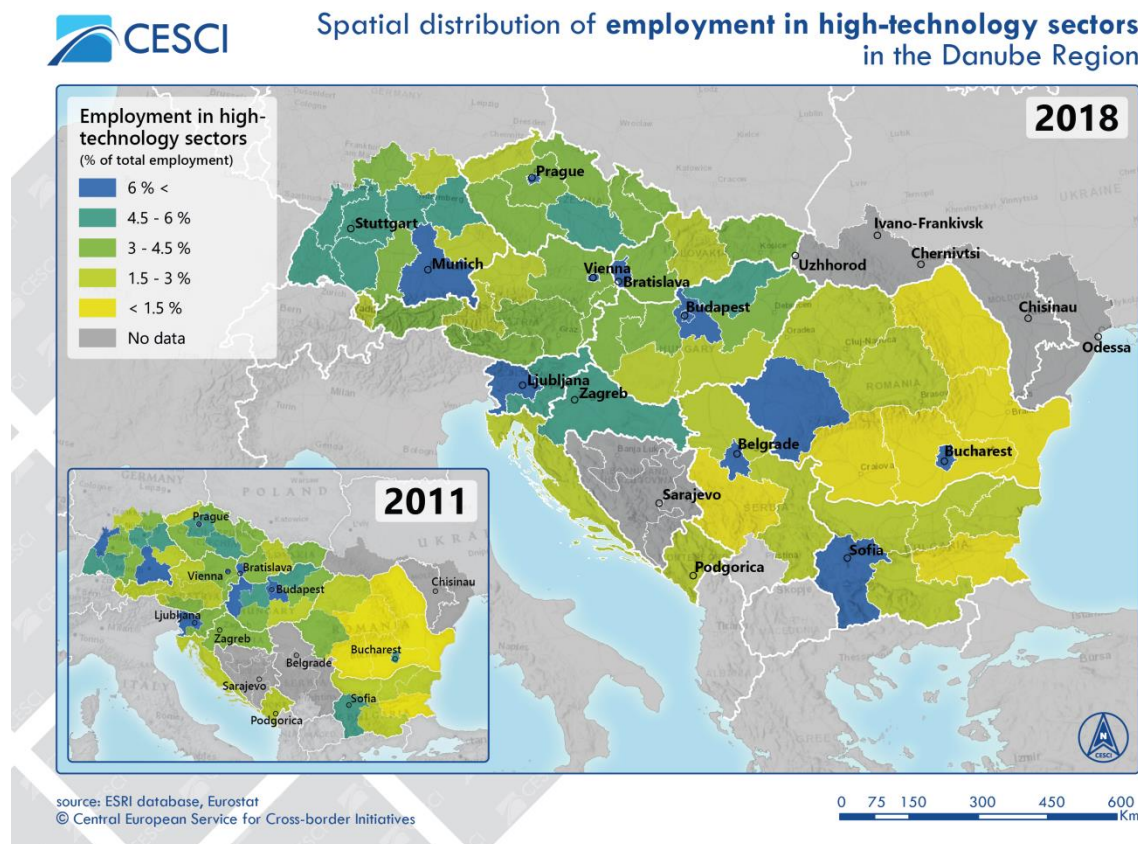 CESCI
Spatial distribution of employment in high-technology sectors
in the Danube Region
Employment in high-
technology sectors
(% of total employment)
6 % <
4.5 - 6 %
3 - 4.5 %
1.5 - 3 %
< 1.5 %
No data
2018
Prague
Stuttgart
Munich
Vienna
Bratislava
Budapest
Ivano-Frankivsk
Chernivtsi
Uzhhorod
Chisinau
Odessa
Ljubljana
Zagreb
Belgrade
Bucharest
Sarajevo
Sofia
Podgorica
UKRAINE
ROMANIA
Craiova
2011
GERMANY
POLAND
Prague
Vienna
Bratislava
Budapest
Chisinau
Ljubljana
Zagreb
Belgrade
Bucharest
Sarajevo
Sofia
Podgorica
ITALY
N
CESCI
source: ESRI database, Eurostat
© Central European Service for Cross-border Initiatives
0 75 150 300 450 600
Km